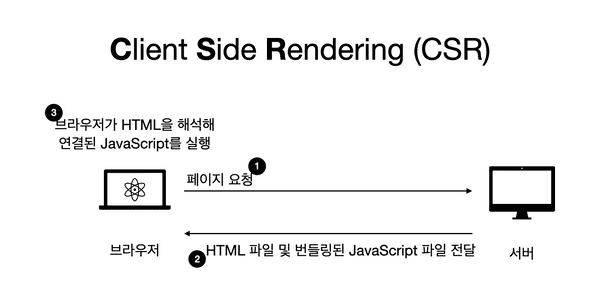 Client Side Rendering (CSR)
3
브라우저가 HTML을 해석해
연결된 JavaScript를 실행
1
페이지 요청
브라우저
서버
2
HTML 파일 및 번들링된 JavaScript 파일 전달